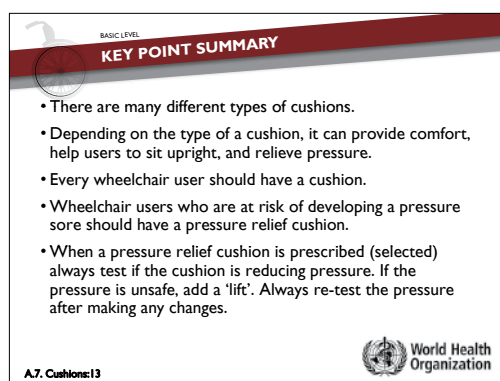 BASIC LEVEL
KEY POINT SUMMARY
• There are many different types of cushions.
• Depending on the type of a cushion, it can provide comfort,
help users to sit upright, and relieve pressure.
• Every wheelchair user should have a cushion.
• Wheelchair users who are at risk of developing a pressure
sore should have a pressure relief cushion.
• When a pressure relief cushion is prescribed (selected)
always test if the cushion is reducing pressure. If the
pressure is unsafe, add a ‘lift’. Always re-test the pressure
after making any changes.
World Health
Organization
A.7. Cushions:13